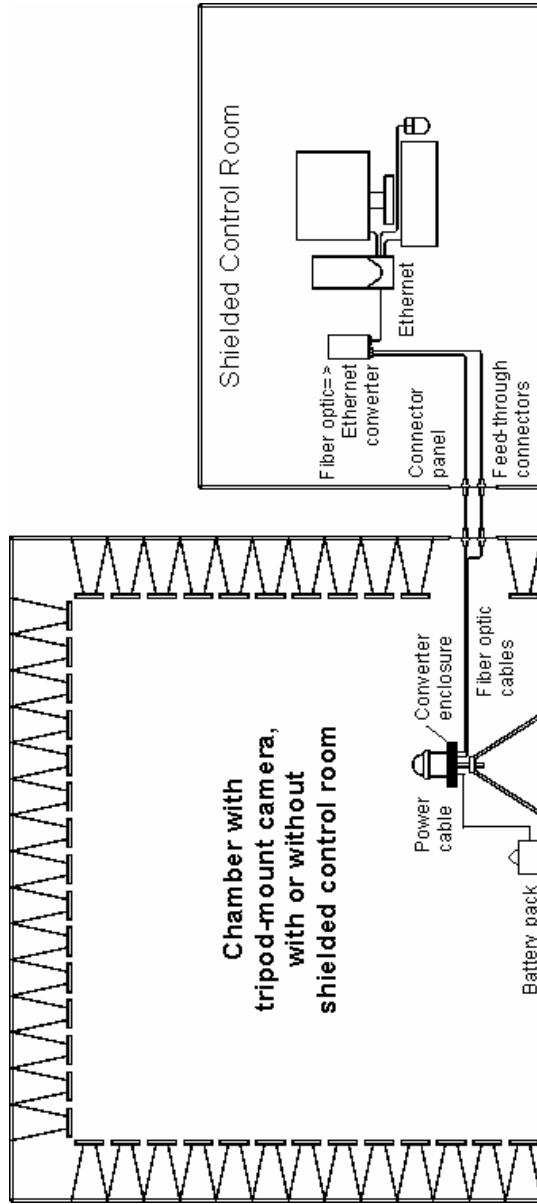 Shielded Control Room
Fiber optic=>
Ethernet
converter
Ethernet
Connector
panel
Feed-through
connectors
Chamber with
tripod-mount camera,
with or without
shielded control room
Converter
enclosure
Fiber optic
cables
Power
cable
Battery pack